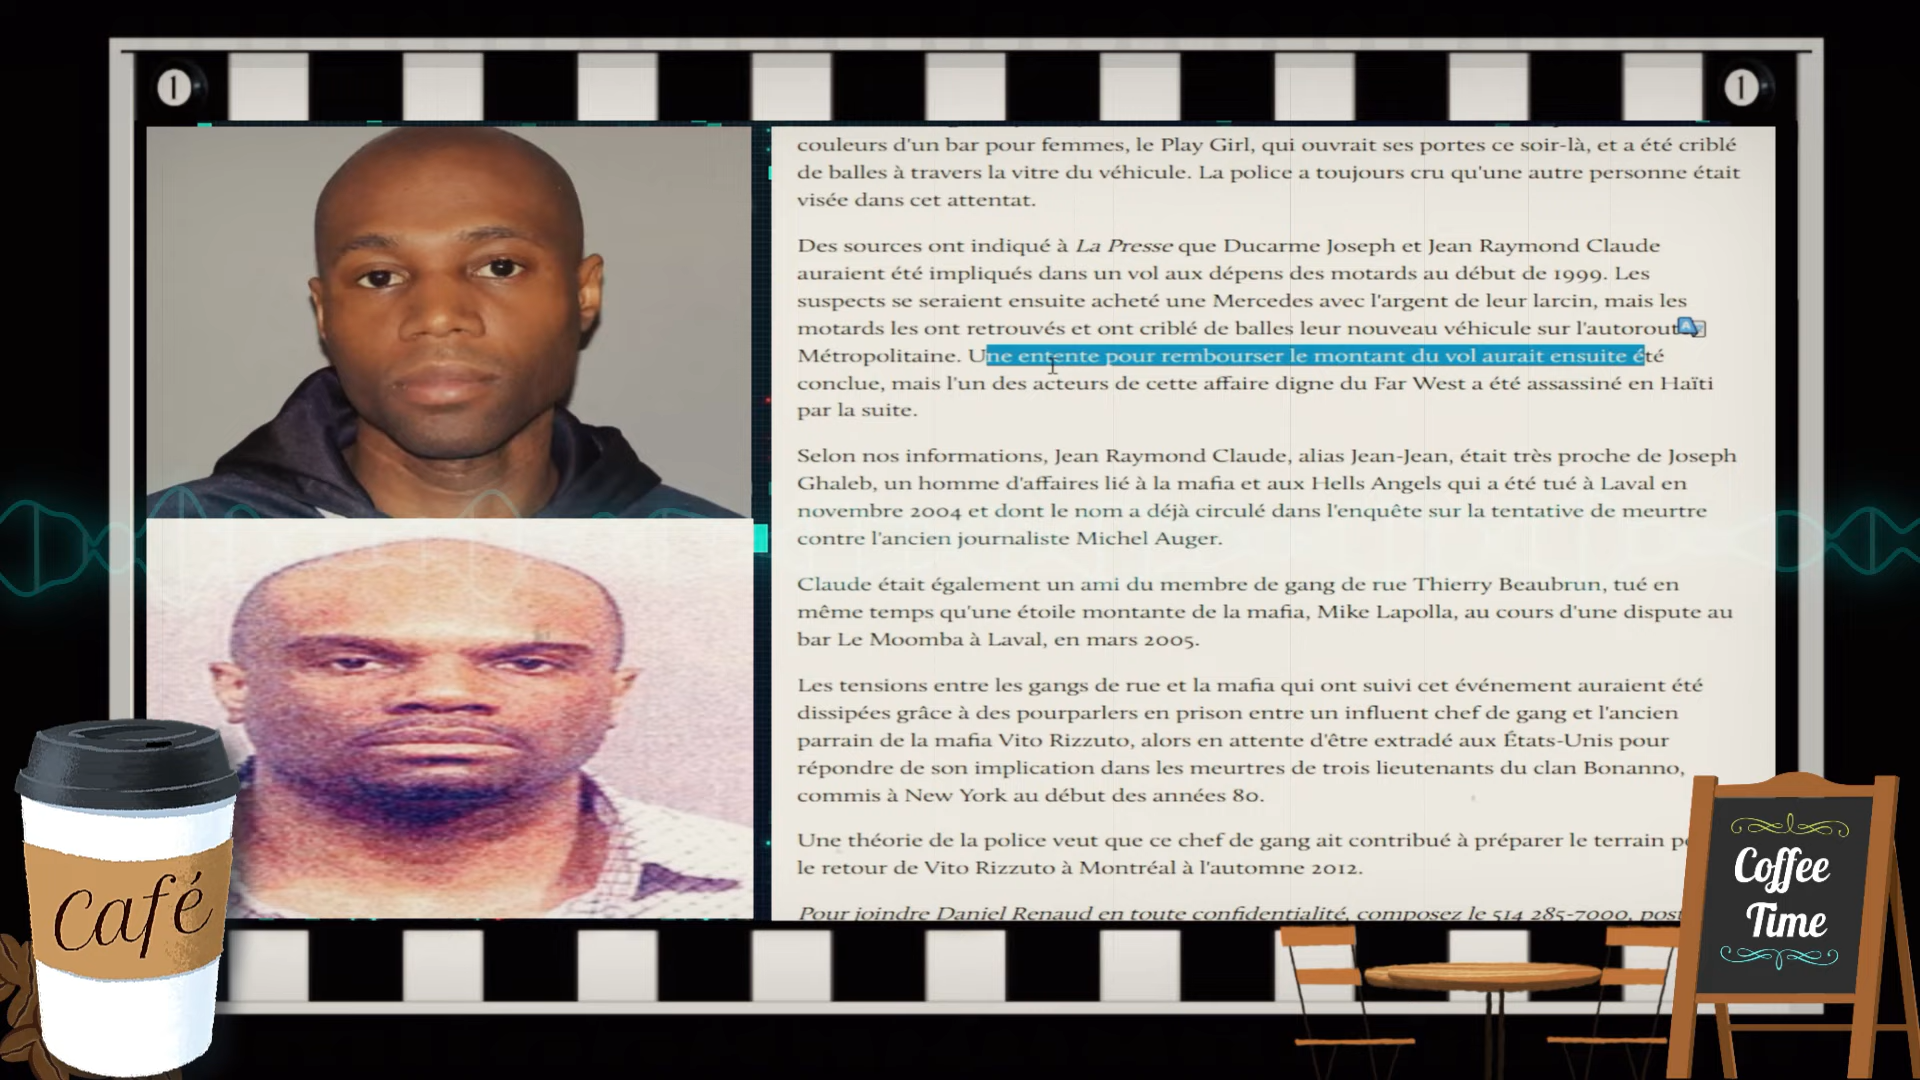 couleurs d'un bar pour femmes, le Play Girl, qui ouvrait ses portes ce soir-là, et a été criblé
de balles à travers la vitre du véhicule. La police a toujours cru qu'une autre personne était
visée dans cet attentat.
Des sources ont indiqué à La Presse que Ducarme Joseph et Jean Raymond Claude
auraient été impliqués dans un vol aux dépens des motards au début de 1999. Les
suspects se seraient ensuite acheté une Mercedes avec l'argent de leur larcin, mais les
motards les ont retrouvés et ont criblé de balles leur nouveau véhicule sur l'autorout
Métropolitaine. Une entente pour rembourser le montant du vol aurait ensuite été
conclue, mais l'un des acteurs de cette affaire digne du Far West a été assassiné en Haïti
par la suite.
Selon nos informations, Jean Raymond Claude, alias Jean-Jean, était très proche de Joseph
Ghaleb, un homme d'affaires lié à la mafia et aux Hells Angels qui a été tué à Laval en
novembre 2004 et dont le nom a déjà circulé dans l'enquête sur la tentative de meurtre
contre l'ancien journaliste Michel Auger.
Claude était également un ami du membre de gang de rue Thierry Beaubrun, tué en
même temps qu'une étoile montante de la mafia, Mike Lapolla, au cours d'une dispute au
bar Le Moomba à Laval, en mars 2005.
Les tensions entre les gangs de rue et la mafia qui ont suivi cet événement auraient été
dissipées grâce à des pourparlers en prison entre un influent chef de gang et l'ancien
parrain de la mafia Vito Rizzuto, alors en attente d'être extradé aux États-Unis pour
répondre de son implication dans les meurtres de trois lieutenants du clan Bonanno,
commis à New York au début des années 80.
Une théorie de la police veut que ce chef de gang ait contribué à préparer le terrain
le retour de Vito Rizzuto à Montréal à l'automne 2012.
Pour joindre Daniel Renaud en toute confidentialité, composez le 514 285-7000,
Café
Coffee
Time
1
1